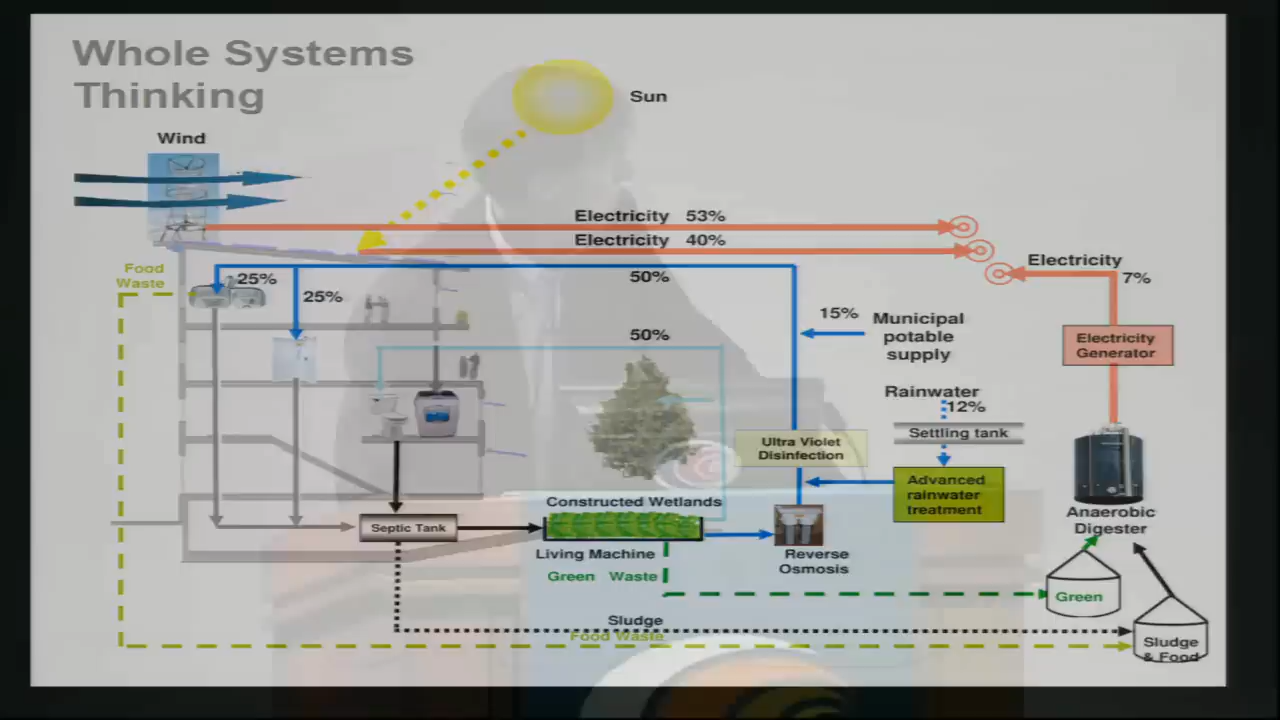 Whole Systems
Thinking
Sun
Wind
Electricity 53%
Electricity 40%
Electricity
7%
Food
Waste
25%
25%
50%
15%
Municipal
potable
supply
Electricity
Generator
50%
Rainwater
12%
Settling tank
Ultra Violet
Disinfection
Advanced
rainwater
treatment
Constructed Wetlands
Septic Tank
Anaerobic
Digester
Living Machine
Reverse
Osmosis
Green Waste
Green
Sludge
Food Waste
Sludge
& Food